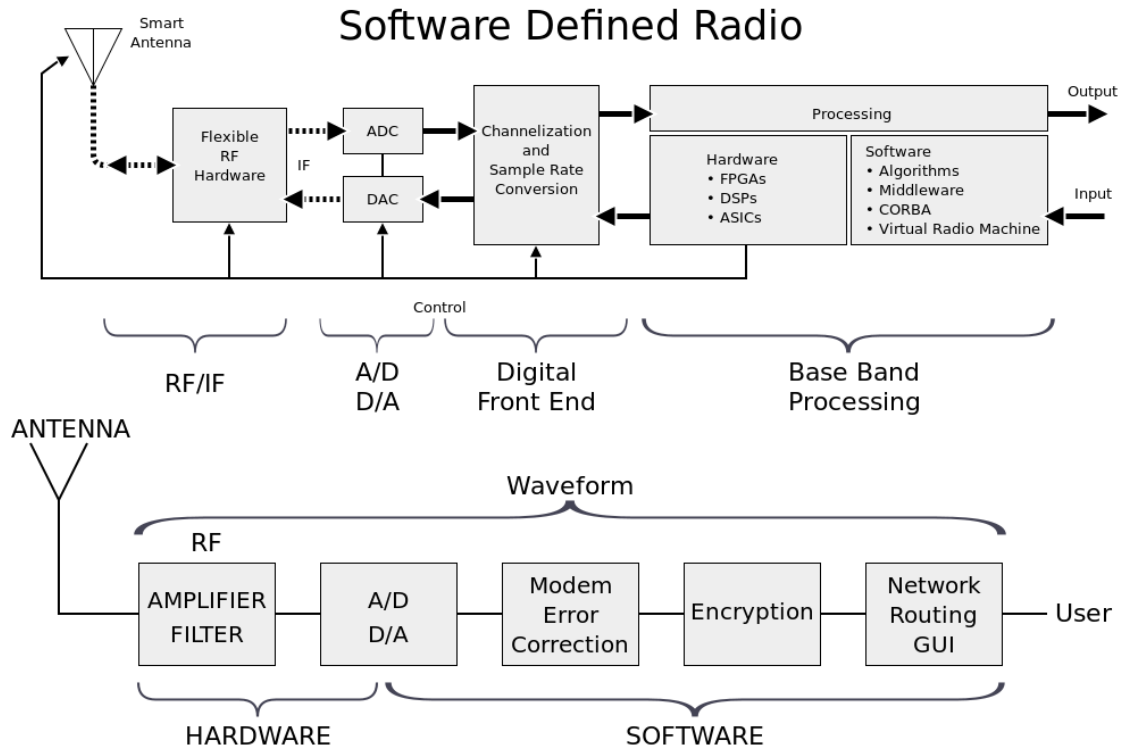 Software Defined Radio
Smart
Antenna
Flexible
RF
Hardware
IF
ADC
DAC
Channelization
and
Sample Rate
Conversion
Processing
Hardware
• FPGAs
• DSPs
• ASICs
Software
• Algorithms
• Middleware
• CORBA
• Virtual Radio Machine
Output
Input
Control
RF/IF
A/D
D/A
Digital
Front End
Base Band
Processing
ANTENNA
Waveform
RF
AMPLIFIER
FILTER
A/D
D/A
Modem
Error
Correction
Encryption
Network
Routing
GUI
User
HARDWARE
SOFTWARE